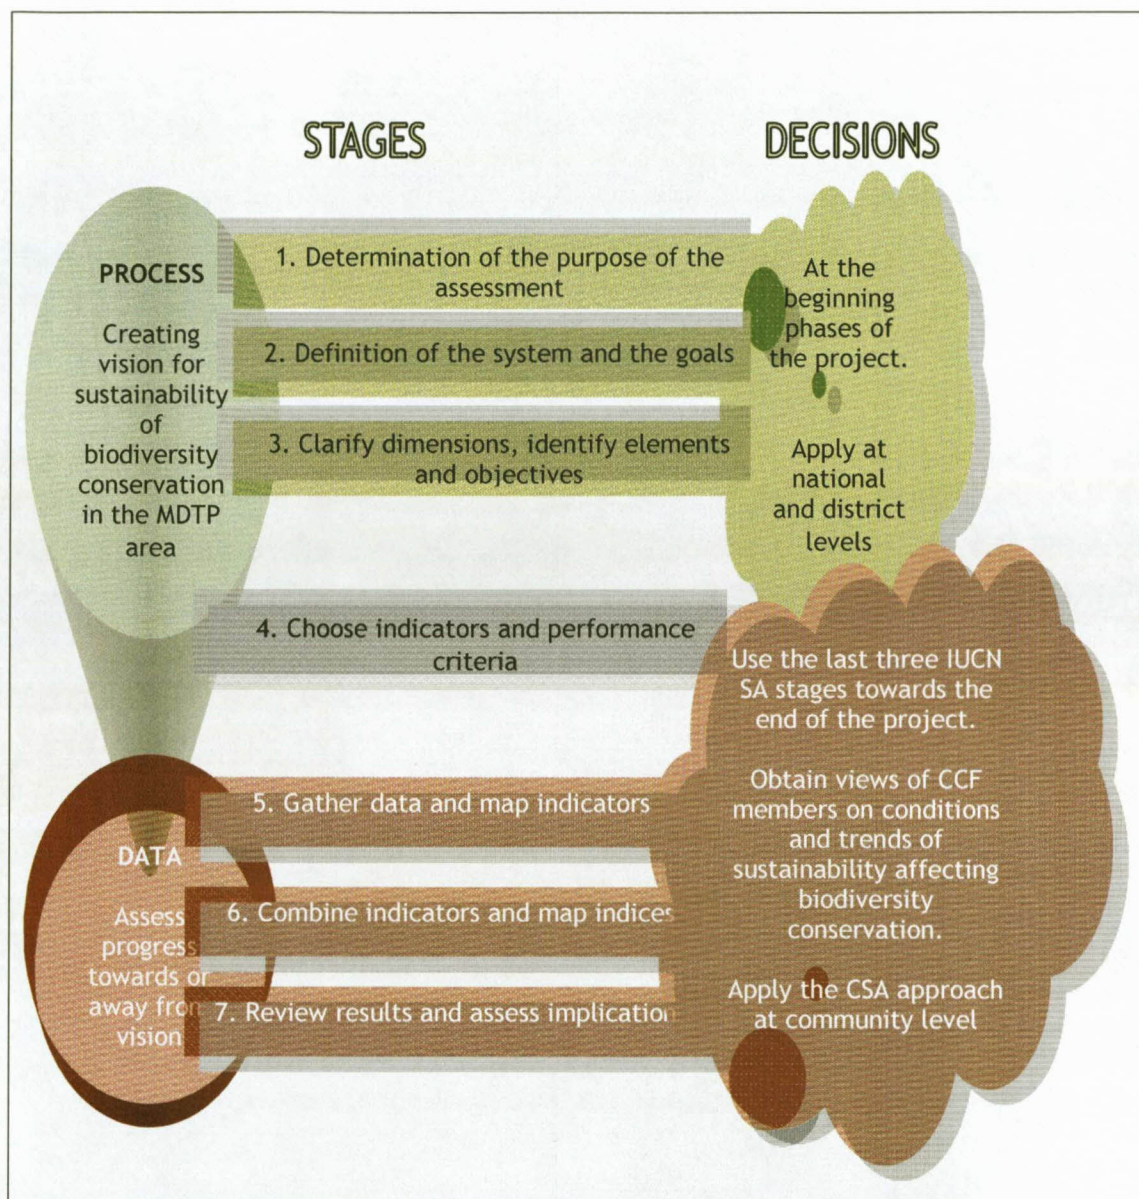 STAGES
DECISIONS
PROCESS
Creating
vision for
sustainability
of
biodiversity
conservation
in the MDTP
area
1. Determination of the purpose of the
assessment
2. Definition of the system and the goals
3. Clarify dimensions, identify elements
and objectives
4. Choose indicators and performance
criteria
At the
beginning
phases of
the project.
Apply at
national
and district
levels
DATA
Assess
progress
towards or
away from
vision
5. Gather data and map indicators
6. Combine indicators and map indices
7. Review results and assess implication
Use the last three IUCN
SA stages towards the
end of the project.
Obtain views of CCF
members on conditions
and trends of
sustainability affecting
biodiversity
conservation.
Apply the CSA approach
at community level